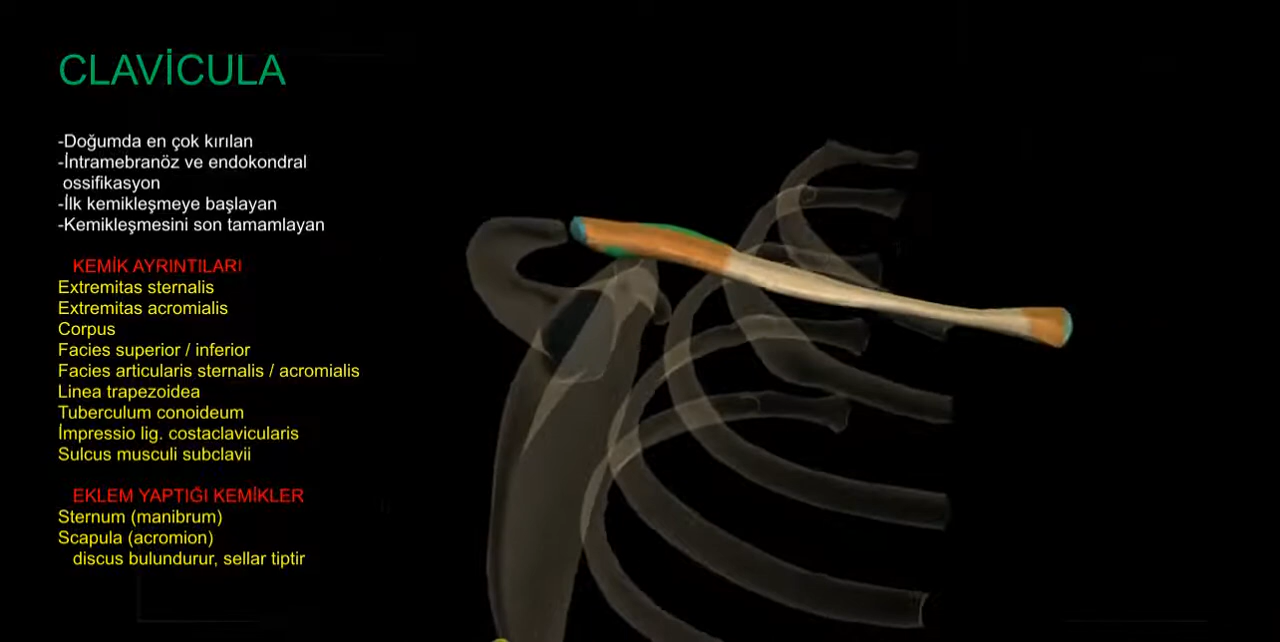 CLAVİCULA
-Doğumda en çok kırılan
-İntramebranöz ve endokondral
ossifikasyon
-İlk kemikleşmeye başlayan
-Kemikleşmesini son tamamlayan
KEMİK AYRINTILARI
Extremitas sternalis
Extremitas acromialis
Corpus
Facies superior / inferior
Facies articularis sternalis / acromialis
Linea trapezoidea
Tuberculum conoideum
İmpressio lig. costaclavicularis
Sulcus musculi subclavii
EKLEM YAPTIĞI KEMİKLER
Sternum (manibrum)
Scapula (acromion)
discus bulundurur, sellar tiptir